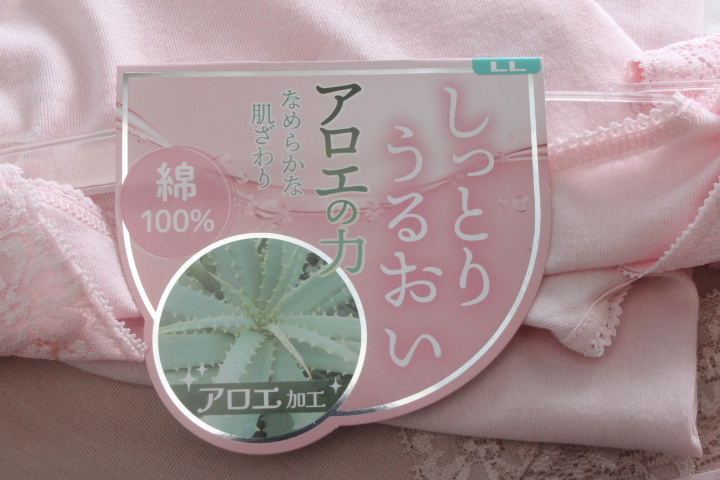 LL
しっとり
うるおい
アロエの力
なめらかな
肌ざわり
綿
100%
アロエ加工